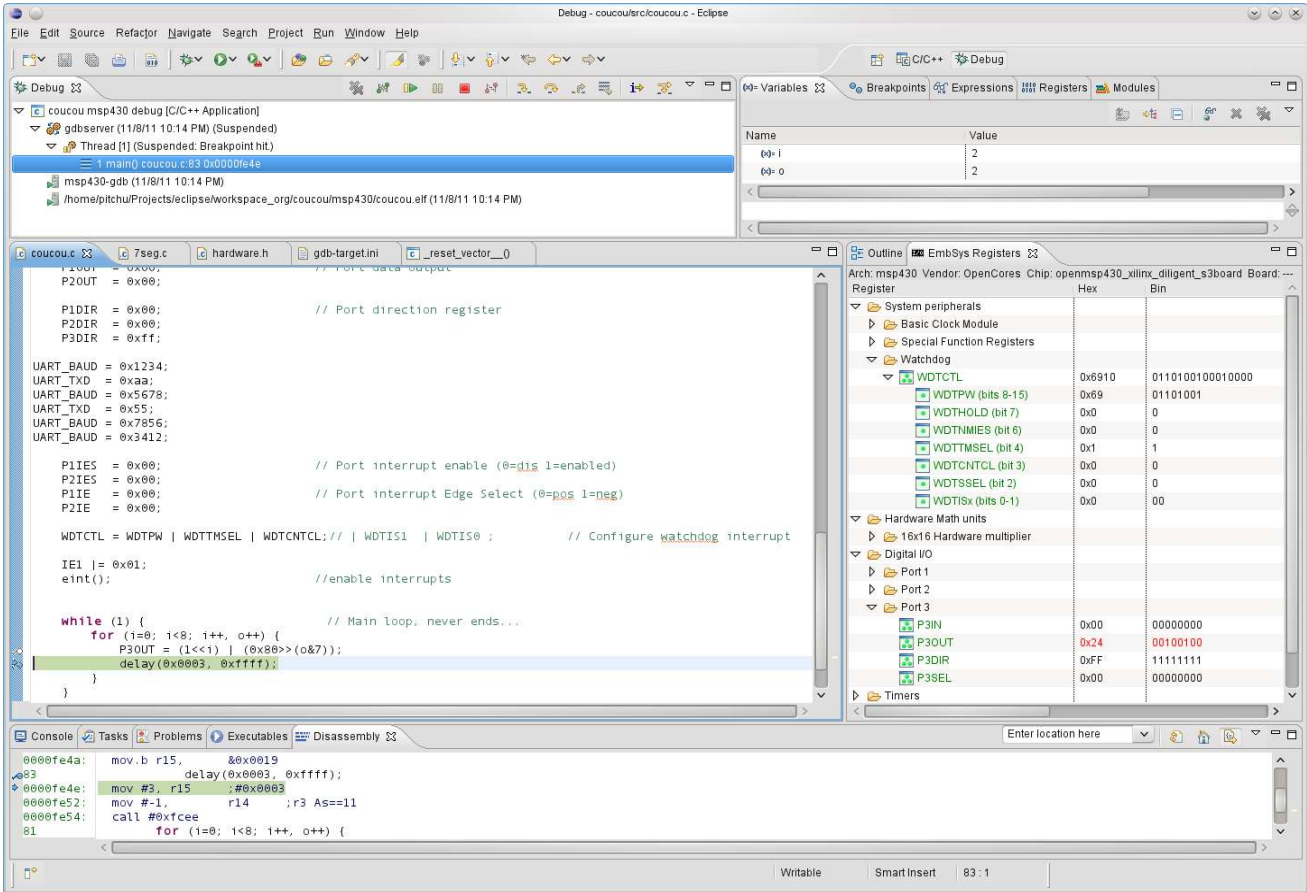 Debug - coucou/src/coucou.c - Eclipse
File Edit Source Refactor Navigate Search Project Run Window Help
C/C++ Debug
Debug
coucou msp430 debug [C/C++ Application]
gdbserver (11/8/11 10:14 PM) (Suspended)
Thread [1] (Suspended: Breakpoint hit.)
1 main() coucou.c:83 0x0000fe4e
msp430-gdb (11/8/11 10:14 PM)
/home/pitchu/Projects/eclipse/workspace_org/coucou/msp430/coucou.elf (11/8/11 10:14 PM)
(x)= Variables Breakpoints Expressions Registers Modules
Name Value
(x)= i 2
(x)= o 2
coucou.c 7seg.c hardware.h gdb-target.ini _reset_vector__()
P1OUT = 0x00; // Port data output
P2OUT = 0x00;
P1DIR = 0x00; // Port direction register
P2DIR = 0x00;
P3DIR = 0xff;
UART_BAUD = 0x1234;
UART_TXD = 0xaa;
UART_BAUD = 0x5678;
UART_TXD = 0x55;
UART_BAUD = 0x7856;
UART_BAUD = 0x3412;
P1IES = 0x00; // Port interrupt enable (0=dis 1=enabled)
P2IES = 0x00;
P1IE = 0x00; // Port interrupt Edge Select (0=pos 1=neg)
P2IE = 0x00;
WDTCTL = WDTPW | WDTTMSEL | WDTCNTCL;// | WDTIS1 | WDTIS0 ; // Configure watchdog interrupt
IE1 |= 0x01;
eint(); //enable interrupts
while (1) { // Main loop, never ends...
for (i=0; i<8; i++, o++) {
P3OUT = (1<<i) | (0x80>>(o&7));
delay(0x0003, 0xffff);
}
}
Outline EmbSys Registers
Arch: msp430 Vendor: OpenCores Chip: openmsp430_xilinx_diligent_s3board Board: ---
Register Hex Bin
System peripherals
Basic Clock Module
Special Function Registers
Watchdog
WDTCTL 0x6910 0110100100010000
WDTPW (bits 8-15) 0x69 01101001
WDTHOLD (bit 7) 0x0 0
WDTNMIES (bit 6) 0x0 0
WDTTMSEL (bit 4) 0x1 1
WDTCNTCL (bit 3) 0x0 0
WDTSSEL (bit 2) 0x0 0
WDTISx (bits 0-1) 0x0 00
Hardware Math units
16x16 Hardware multiplier
Digital I/O
Port 1
Port 2
Port 3
P3IN 0x00 00000000
P3OUT 0x24 00100100
P3DIR 0xFF 11111111
P3SEL 0x00 00000000
Timers
Console Tasks Problems Executables Disassembly
Enter location here
0000fe4a: mov.b r15, &0x0019
83 delay(0x0003, 0xffff);
0000fe4e: mov #3, r15 ;#0x0003
0000fe52: mov #-1, r14 ;r3 As==11
0000fe54: call #0xfcee
81 for (i=0; i<8; i++, o++) {
Writable Smart Insert 83 : 1